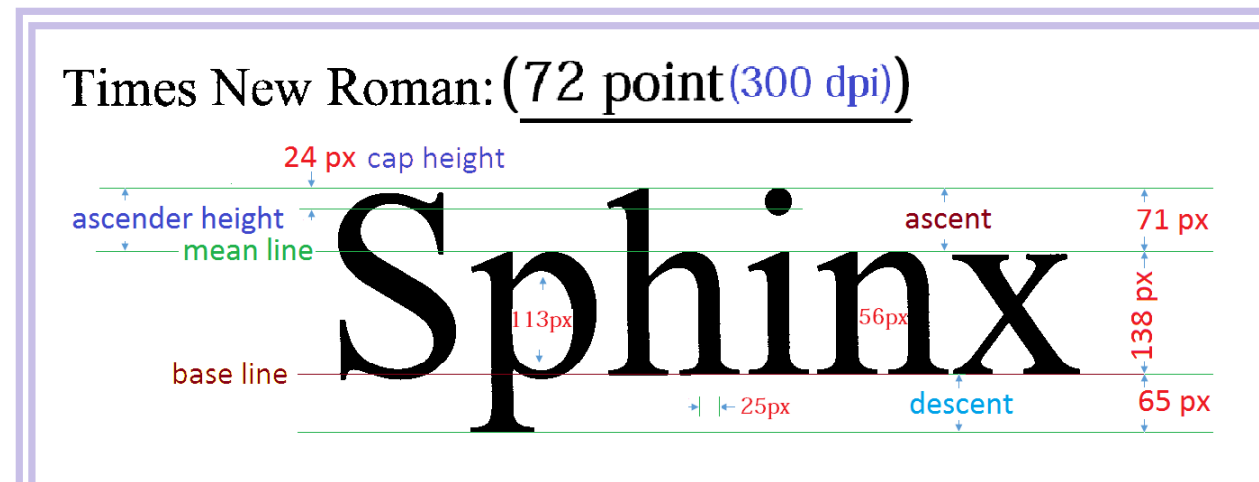 Times New Roman: (72 point (300 dpi))
24 px cap height
ascender height
ascent
71 px
mean line
Sphinx
113px
56px
138 px
base line
25px
descent
65 px